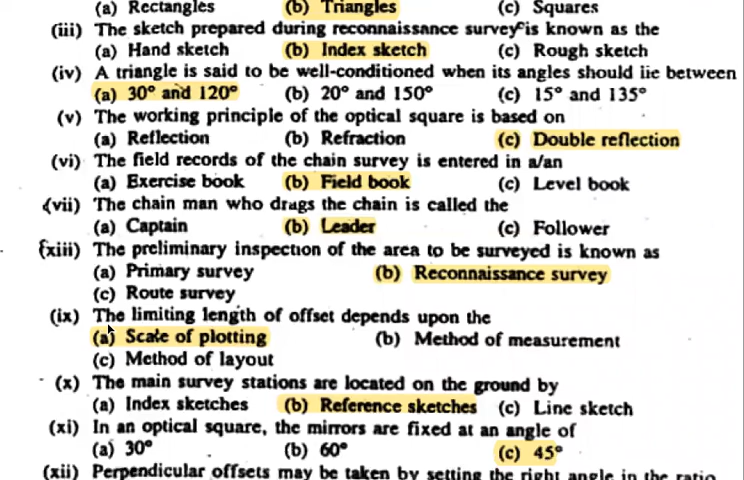 (a) Rectangles (b) Triangles (c) Squares
(iii) The sketch prepared during reconnaissance survey is known as the
(a) Hand sketch (b) Index sketch (c) Rough sketch
(iv) A triangle is said to be well-conditioned when its angles should lie between
(a) 30° and 120° (b) 20° and 150° (c) 15° and 135°
(v) The working principle of the optical square is based on
(a) Reflection (b) Refraction (c) Double reflection
(vi) The field records of the chain survey is entered in a/an
(a) Exercise book (b) Field book (c) Level book
(vii) The chain man who drags the chain is called the
(a) Captain (b) Leader (c) Follower
(xiii) The preliminary inspection of the area to be surveyed is known as
(a) Primary survey (b) Reconnaissance survey
(c) Route survey
(ix) The limiting length of offset depends upon the
(a) Scale of plotting (b) Method of measurement
(c) Method of layout
(x) The main survey stations are located on the ground by
(a) Index sketches (b) Reference sketches (c) Line sketch
(xi) In an optical square, the mirrors are fixed at an angle of
(a) 30° (b) 60° (c) 45°
(xii) Perpendicular offsets may be taken by setting the right angle in the ratio